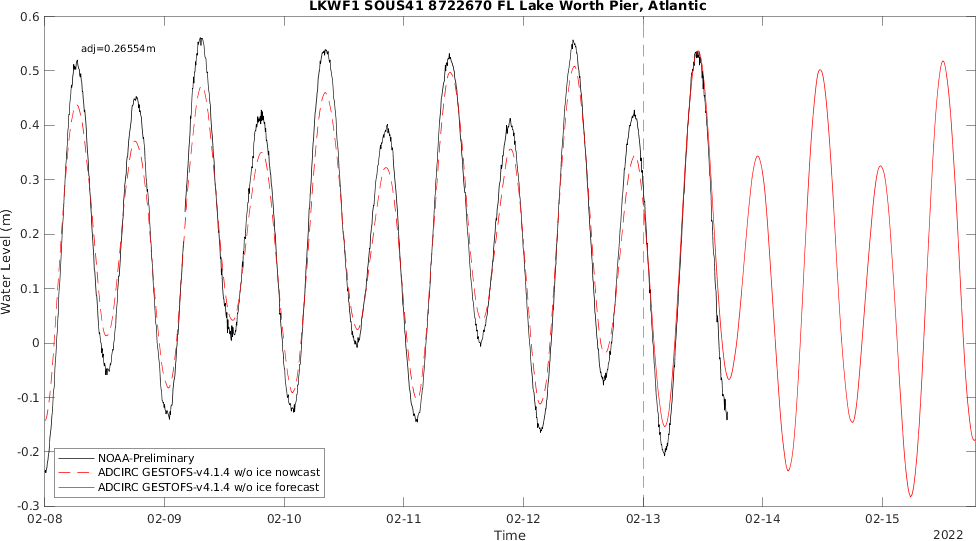 LKWF1 SOUS41 8722670 FL Lake Worth Pier, Atlantic
adj=0.26554m
0.6
0.5
0.4
0.3
0.2
0.1
0
-0.1
-0.2
-0.3
Water Level (m)
NOAA-Preliminary
ADCIRC GESTOFS-v4.1.4 w/o ice nowcast
ADCIRC GESTOFS-v4.1.4 w/o ice forecast
02-08 02-09 02-10 02-11 02-12 02-13 02-14 02-15
Time
2022